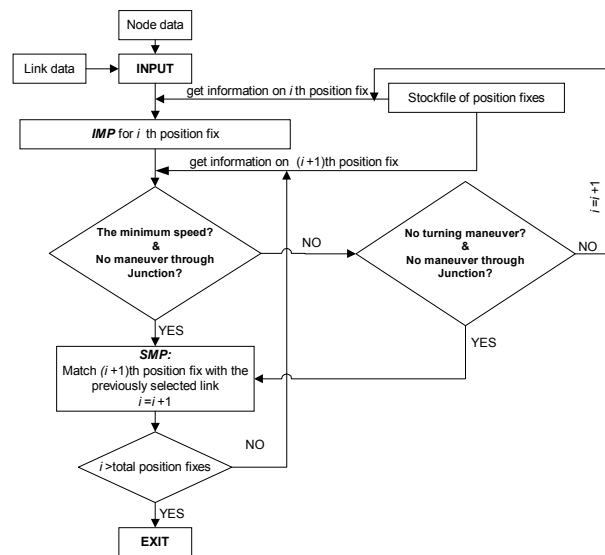 Node data
Link data
INPUT
get information on i th position fix
Stockfile of position fixes
IMP for i th position fix
get information on (i+1)th position fix
The minimum speed?
&
No maneuver through
Junction?
NO
No turning maneuver?
&
No maneuver through
Junction?
NO
i=i+1
YES
YES
SMP:
Match (i+1)th position fix with the
previously selected link
i=i+1
NO
i>total position fixes
YES
EXIT